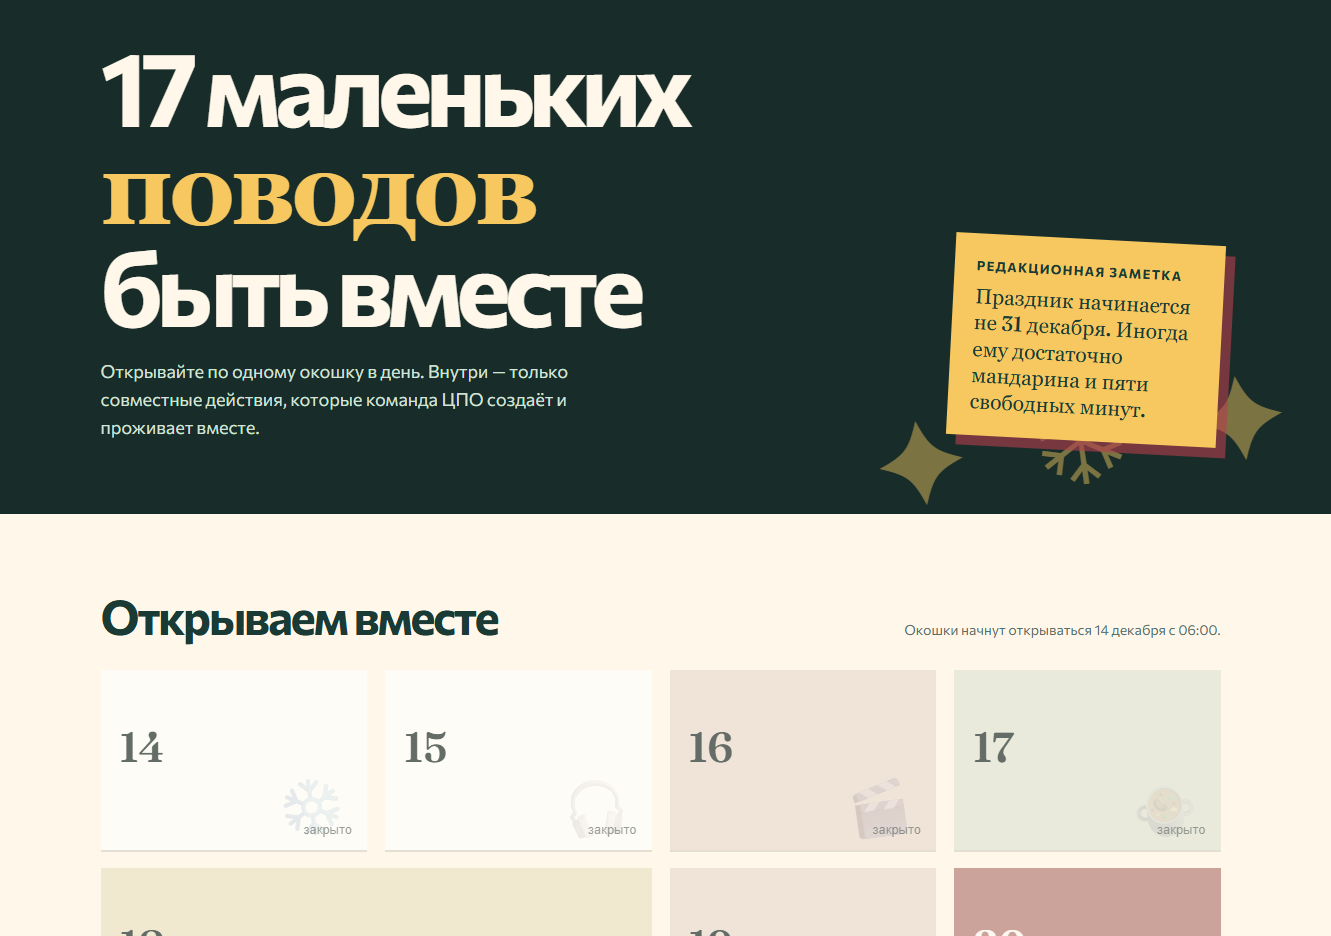 17 маленьких
поводов
быть вместе
Открывайте по одному окошку в день. Внутри — только
совместные действия, которые команда ЦПО создаёт и
проживает вместе.
РЕДАКЦИОННАЯ ЗАМЕТКА
Праздник начинается
не 31 декабря. Иногда
ему достаточно
мандарина и пяти
свободных минут.
Открываем вместе
Окошки начнут открываться 14 декабря с 06:00.
14
закрыто
15
закрыто
16
закрыто
17
закрыто